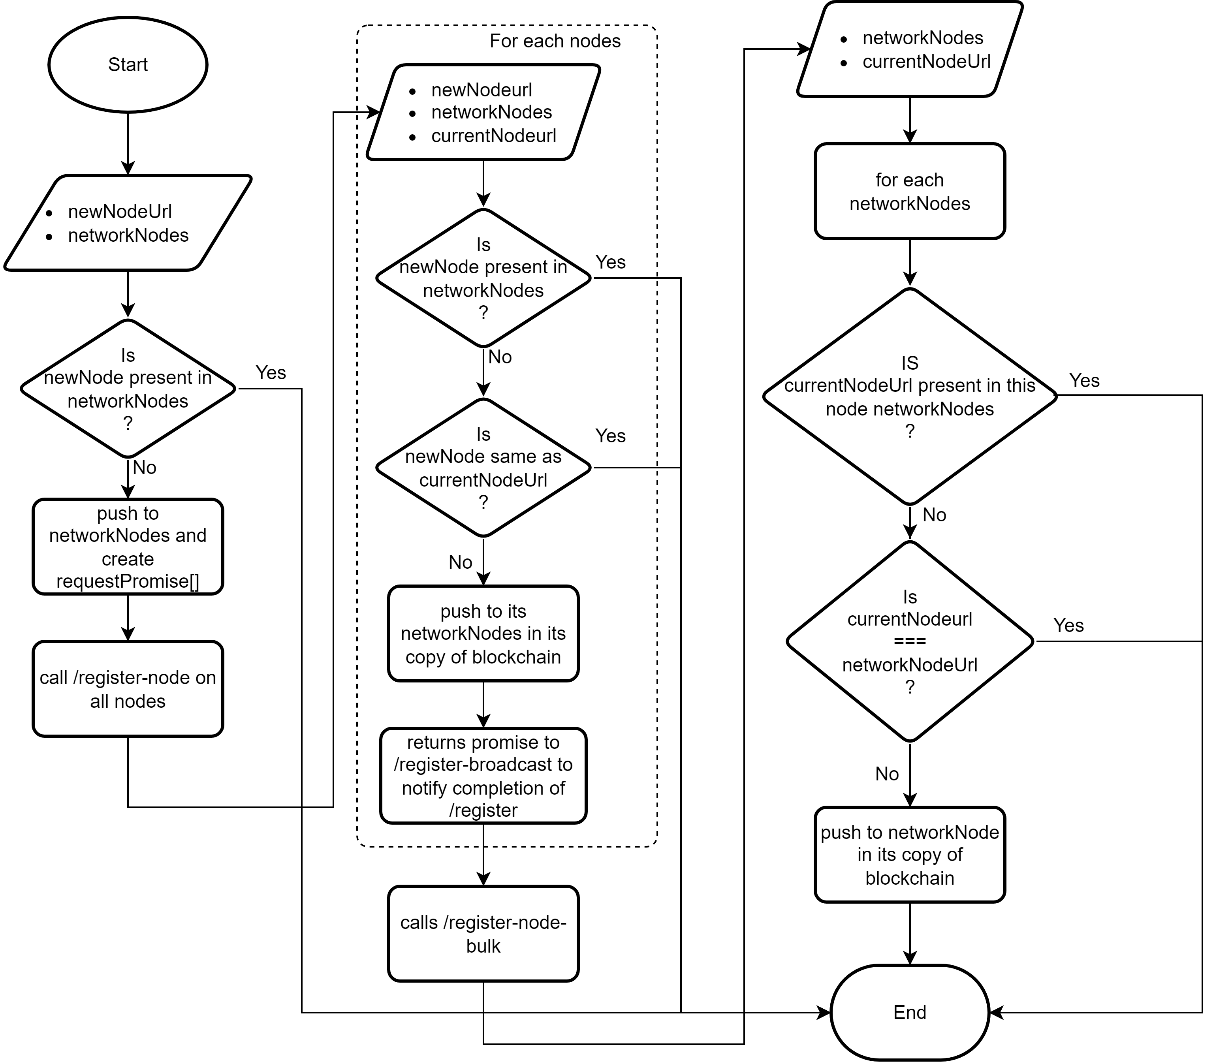 Start
newNodeUrl
networkNodes
Is
newNode present in
networkNodes
?
Yes
No
push to
networkNodes and
create
requestPromise[]
call /register-node on
all nodes
For each nodes
newNodeurl
networkNodes
currentNodeurl
Is
newNode present in
networkNodes
?
Yes
No
Is
newNode same as
currentNodeUrl
?
Yes
No
push to its
networkNodes in its
copy of blockchain
returns promise to
/register-broadcast to
notify completion of
/register
calls /register-node-
bulk
networkNodes
currentNodeUrl
for each
networkNodes
IS
currentNodeUrl present in this
node networkNodes
?
Yes
No
Is
currentNodeurl
===
networkNodeUrl
?
Yes
No
push to networkNode
in its copy of
blockchain
End